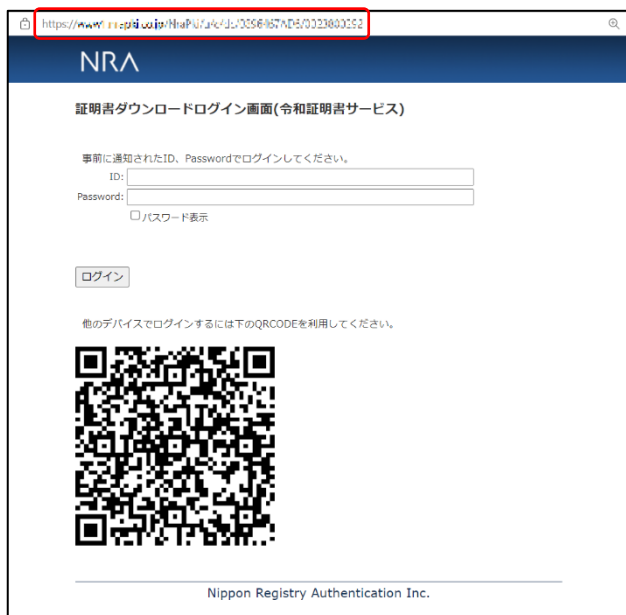 NRA
証明書ダウンロードログイン画面(令和証明書サービス)
事前に通知されたID、Passwordでログインしてください。
ID:
Password:
パスワード表示
ログイン
他のデバイスでログインするには下のQRCODEを利用してください。
Nippon Registry Authentication Inc.